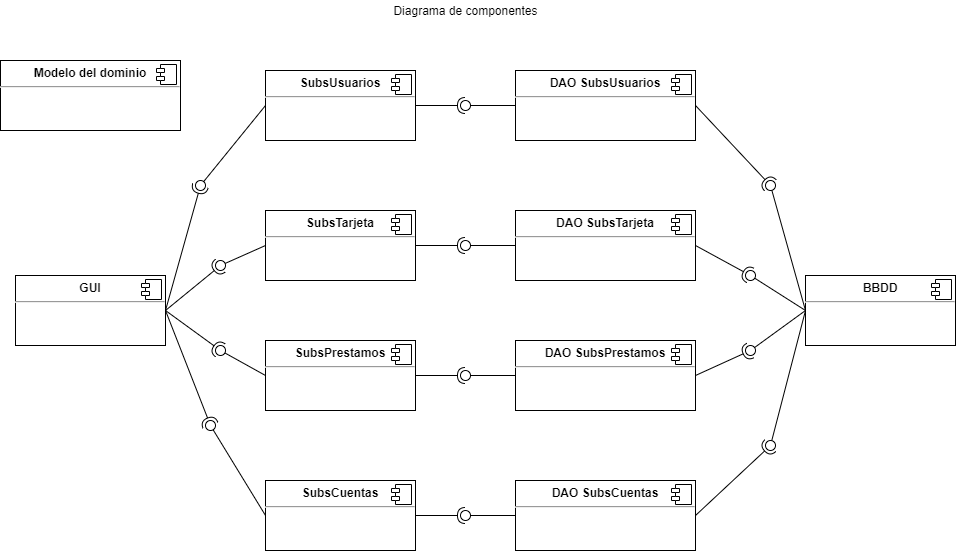 Diagrama de componentes
Modelo del dominio
SubsUsuarios
DAO SubsUsuarios
SubsTarjeta
DAO SubsTarjeta
GUI
BBDD
SubsPrestamos
DAO SubsPrestamos
SubsCuentas
DAO SubsCuentas